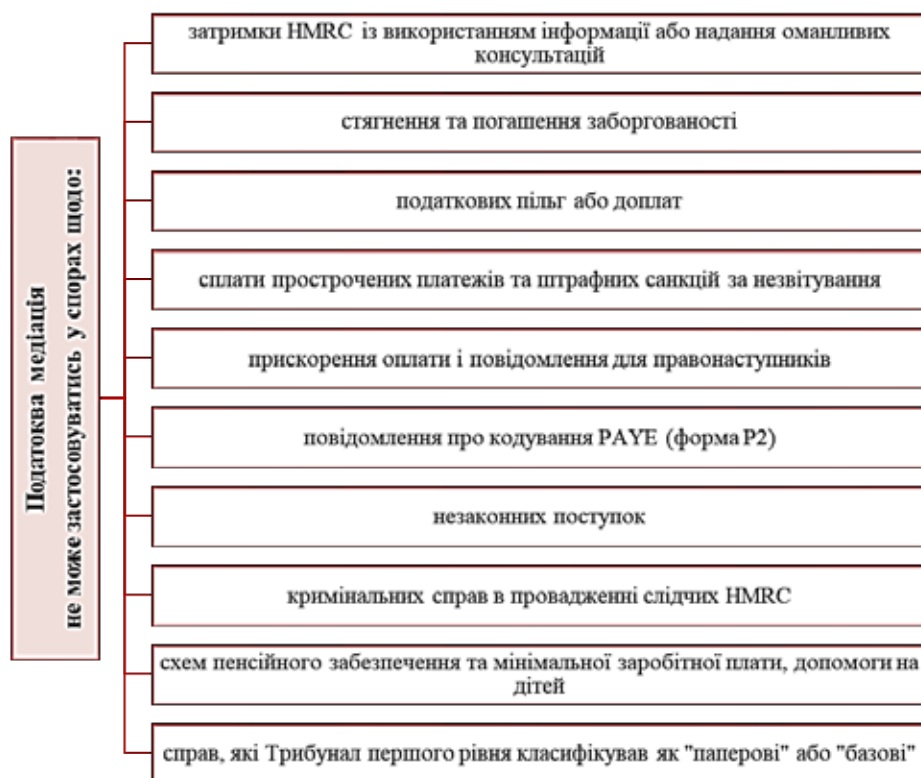 Податкова медіація
не може застосовуватись у спорах щодо:
затримки HMRC із використанням інформації або надання оманливих
консультацій
стягнення та погашення заборгованості
податкових пільг або доплат
сплати прострочених платежів та штрафних санкцій за незвітування
прискорення оплати і повідомлення для правонаступників
повідомлення про кодування PAYE (форма P2)
незаконних поступок
кримінальних справ в провадженні слідчих HMRC
схем пенсійного забезпечення та мінімальної заробітної плати, допомоги на
дітей
справ, які Трибунал першого рівня класифікував як "паперові" або "базові"